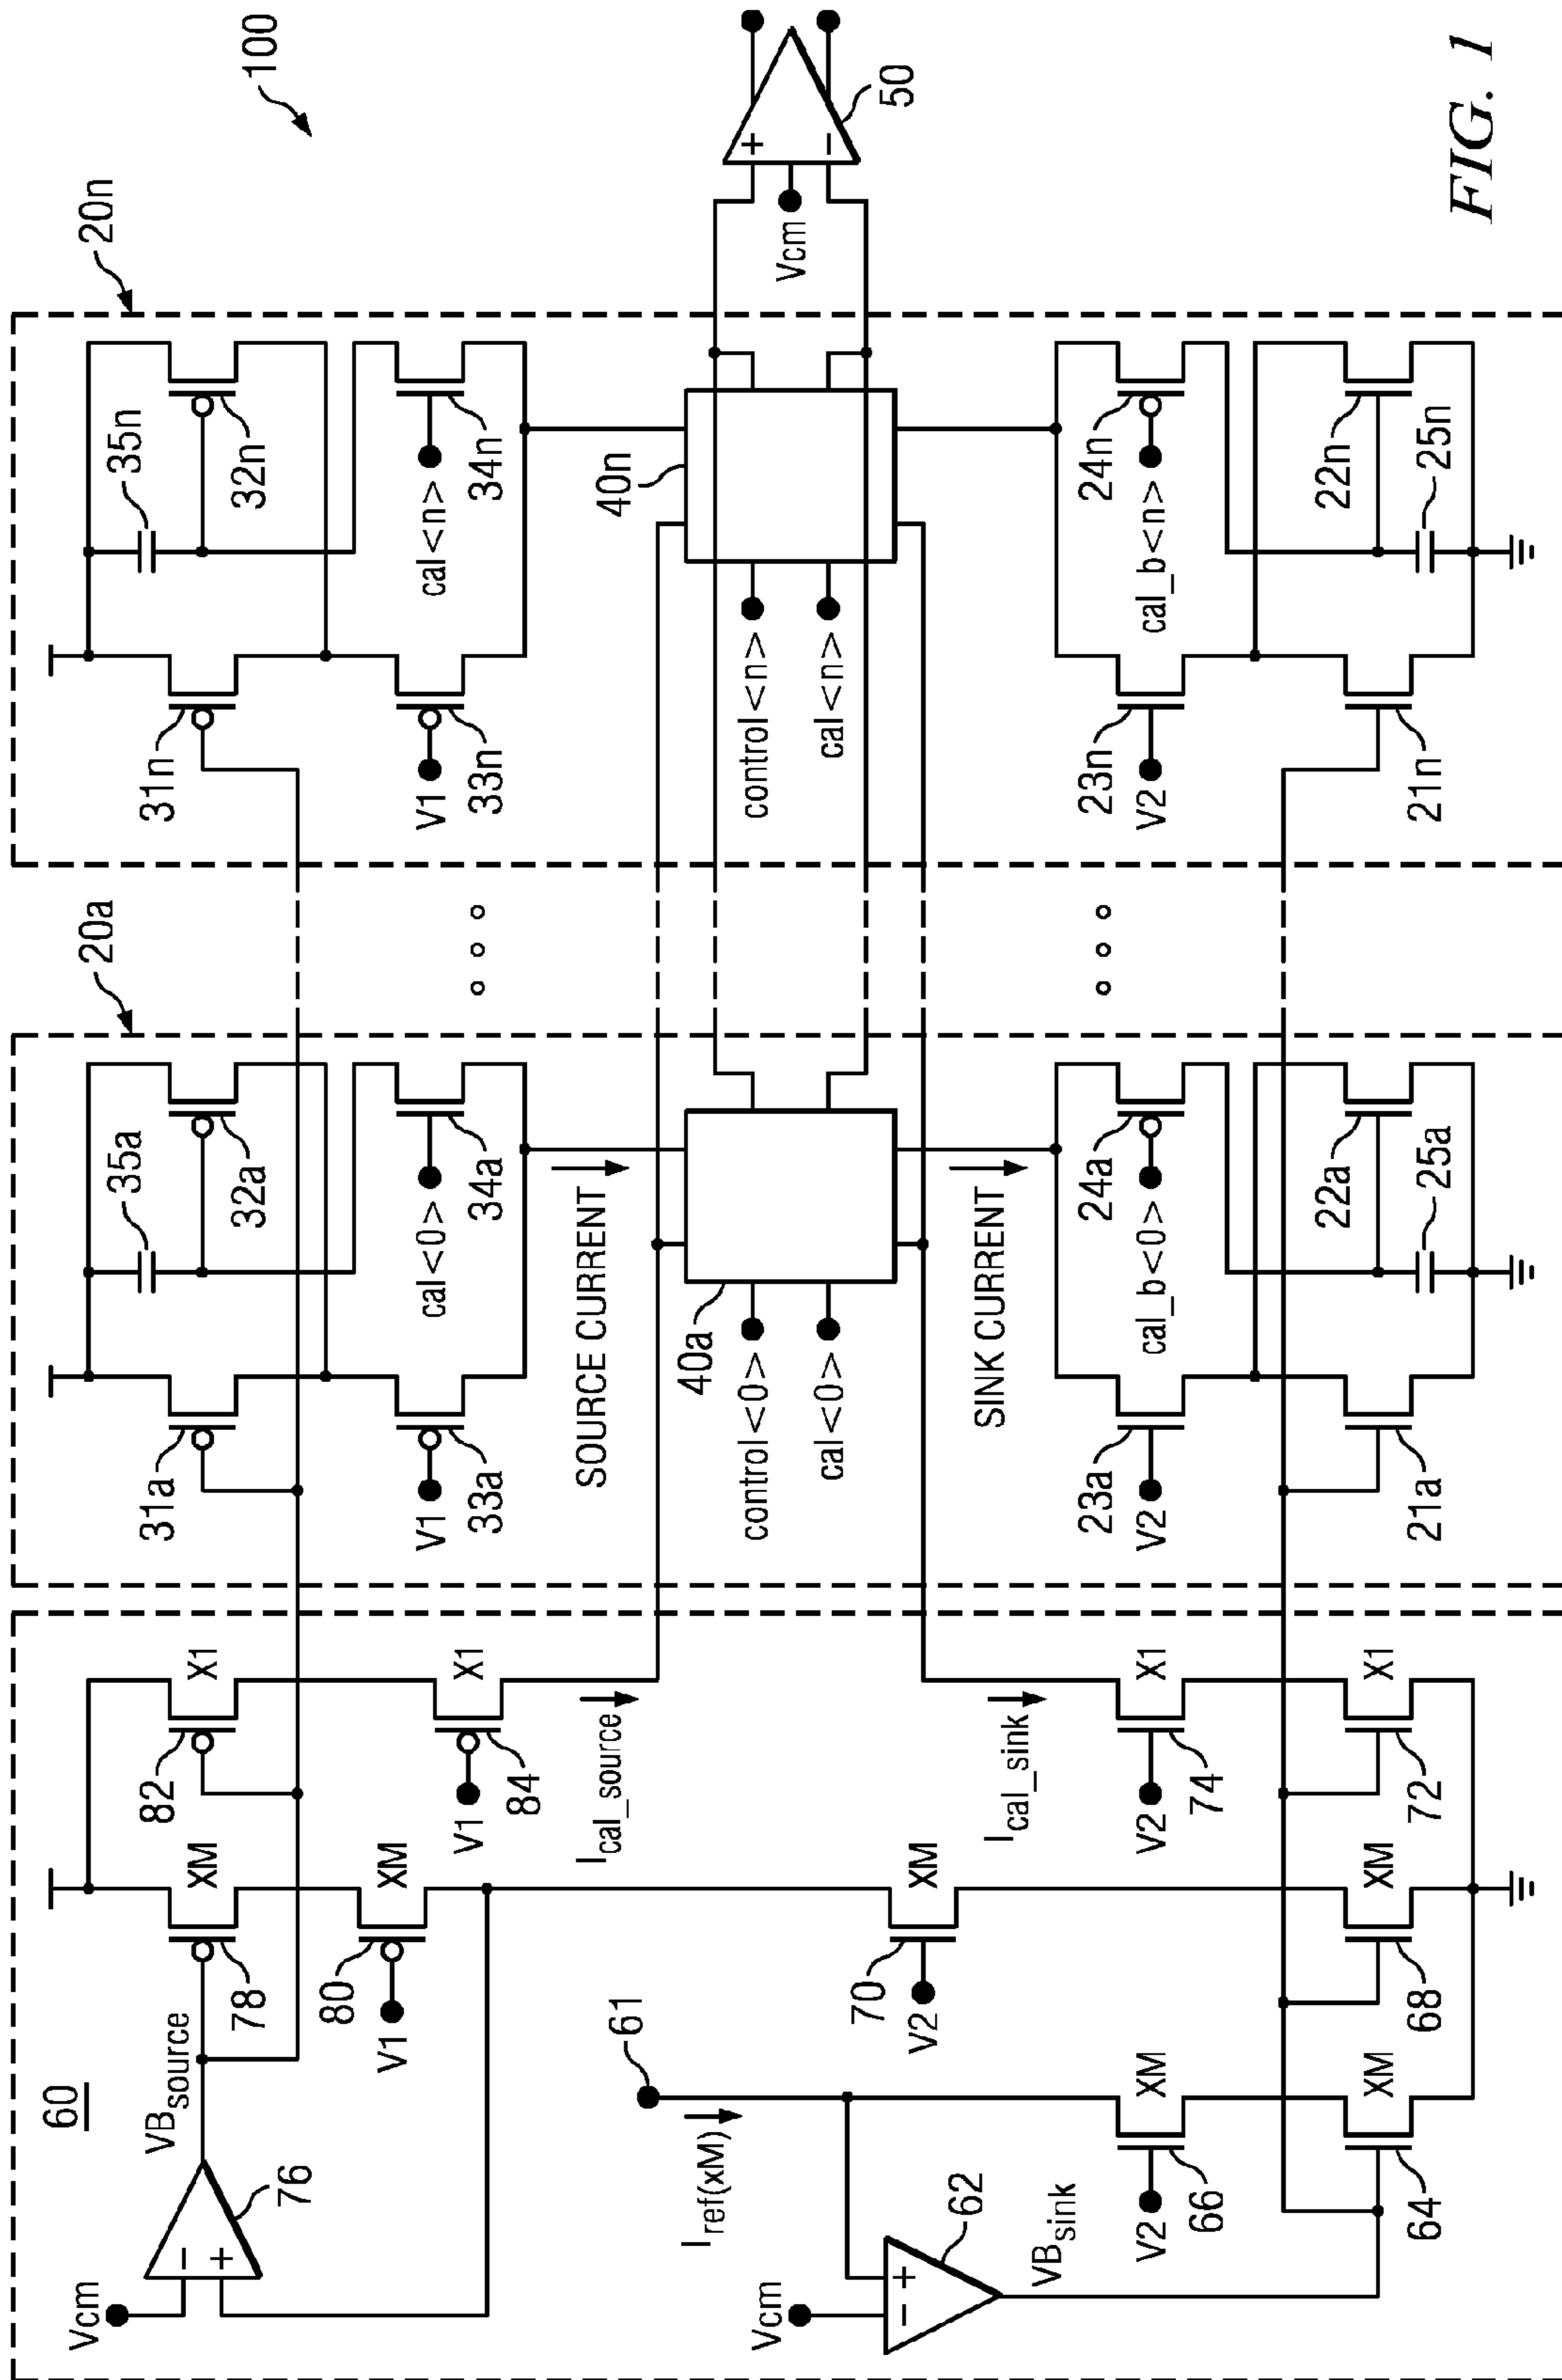 100
60
20a
20n
Vcm
76
VBsource
78
XM
82
X1
31a
35a
32a
31n
35n
32n
V1
80
XM
V1
84
X1
V1
33a
cal<0>
34a
V1
33n
cal<n>
34n
Ical_source
SOURCE CURRENT
61
Iref(xM)
40a
control<0>
cal<0>
40n
control<n>
cal<n>
+
−
Vcm
50
Vcm
−
+
62
VBsink
70
V2
XM
Ical_sink
SINK CURRENT
V2
66
XM
V2
74
X1
23a
V2
cal_b<0>
24a
23n
V2
cal_b<n>
24n
64
XM
68
XM
72
X1
21a
22a
25a
21n
22n
25n
−
+
FIG. 1